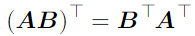 (AB)^⊤ = B^⊤A^⊤